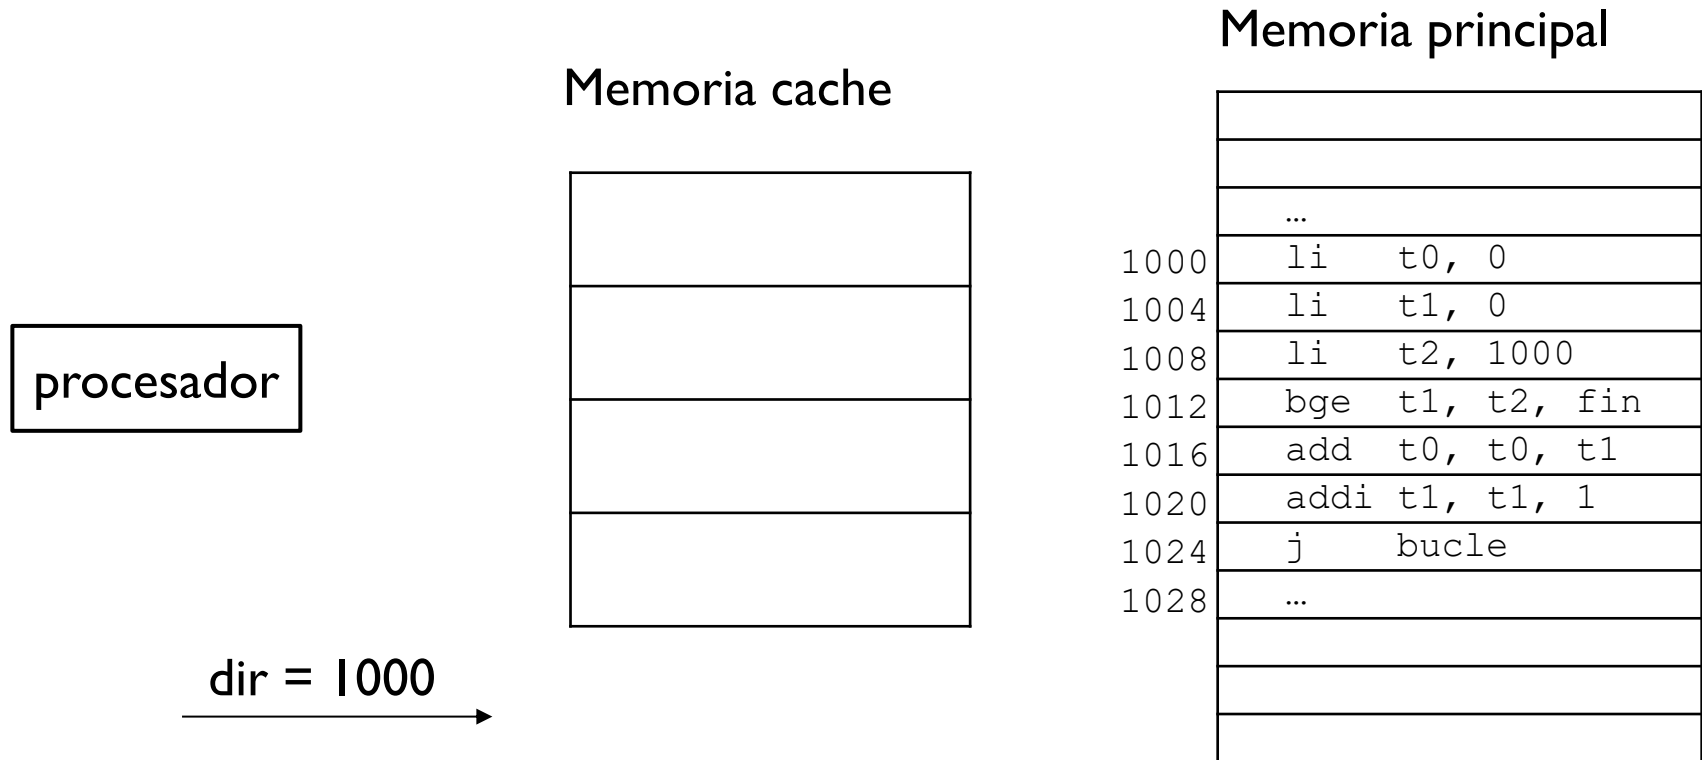 Memoria principal
Memoria cache
…
1000 li t0, 0
1004 li t1, 0
1008 li t2, 1000
procesador
1012 bge t1, t2, fin
1016 add t0, t0, t1
1020 addi t1, t1, 1
1024 j bucle
1028 …
dir = 1000